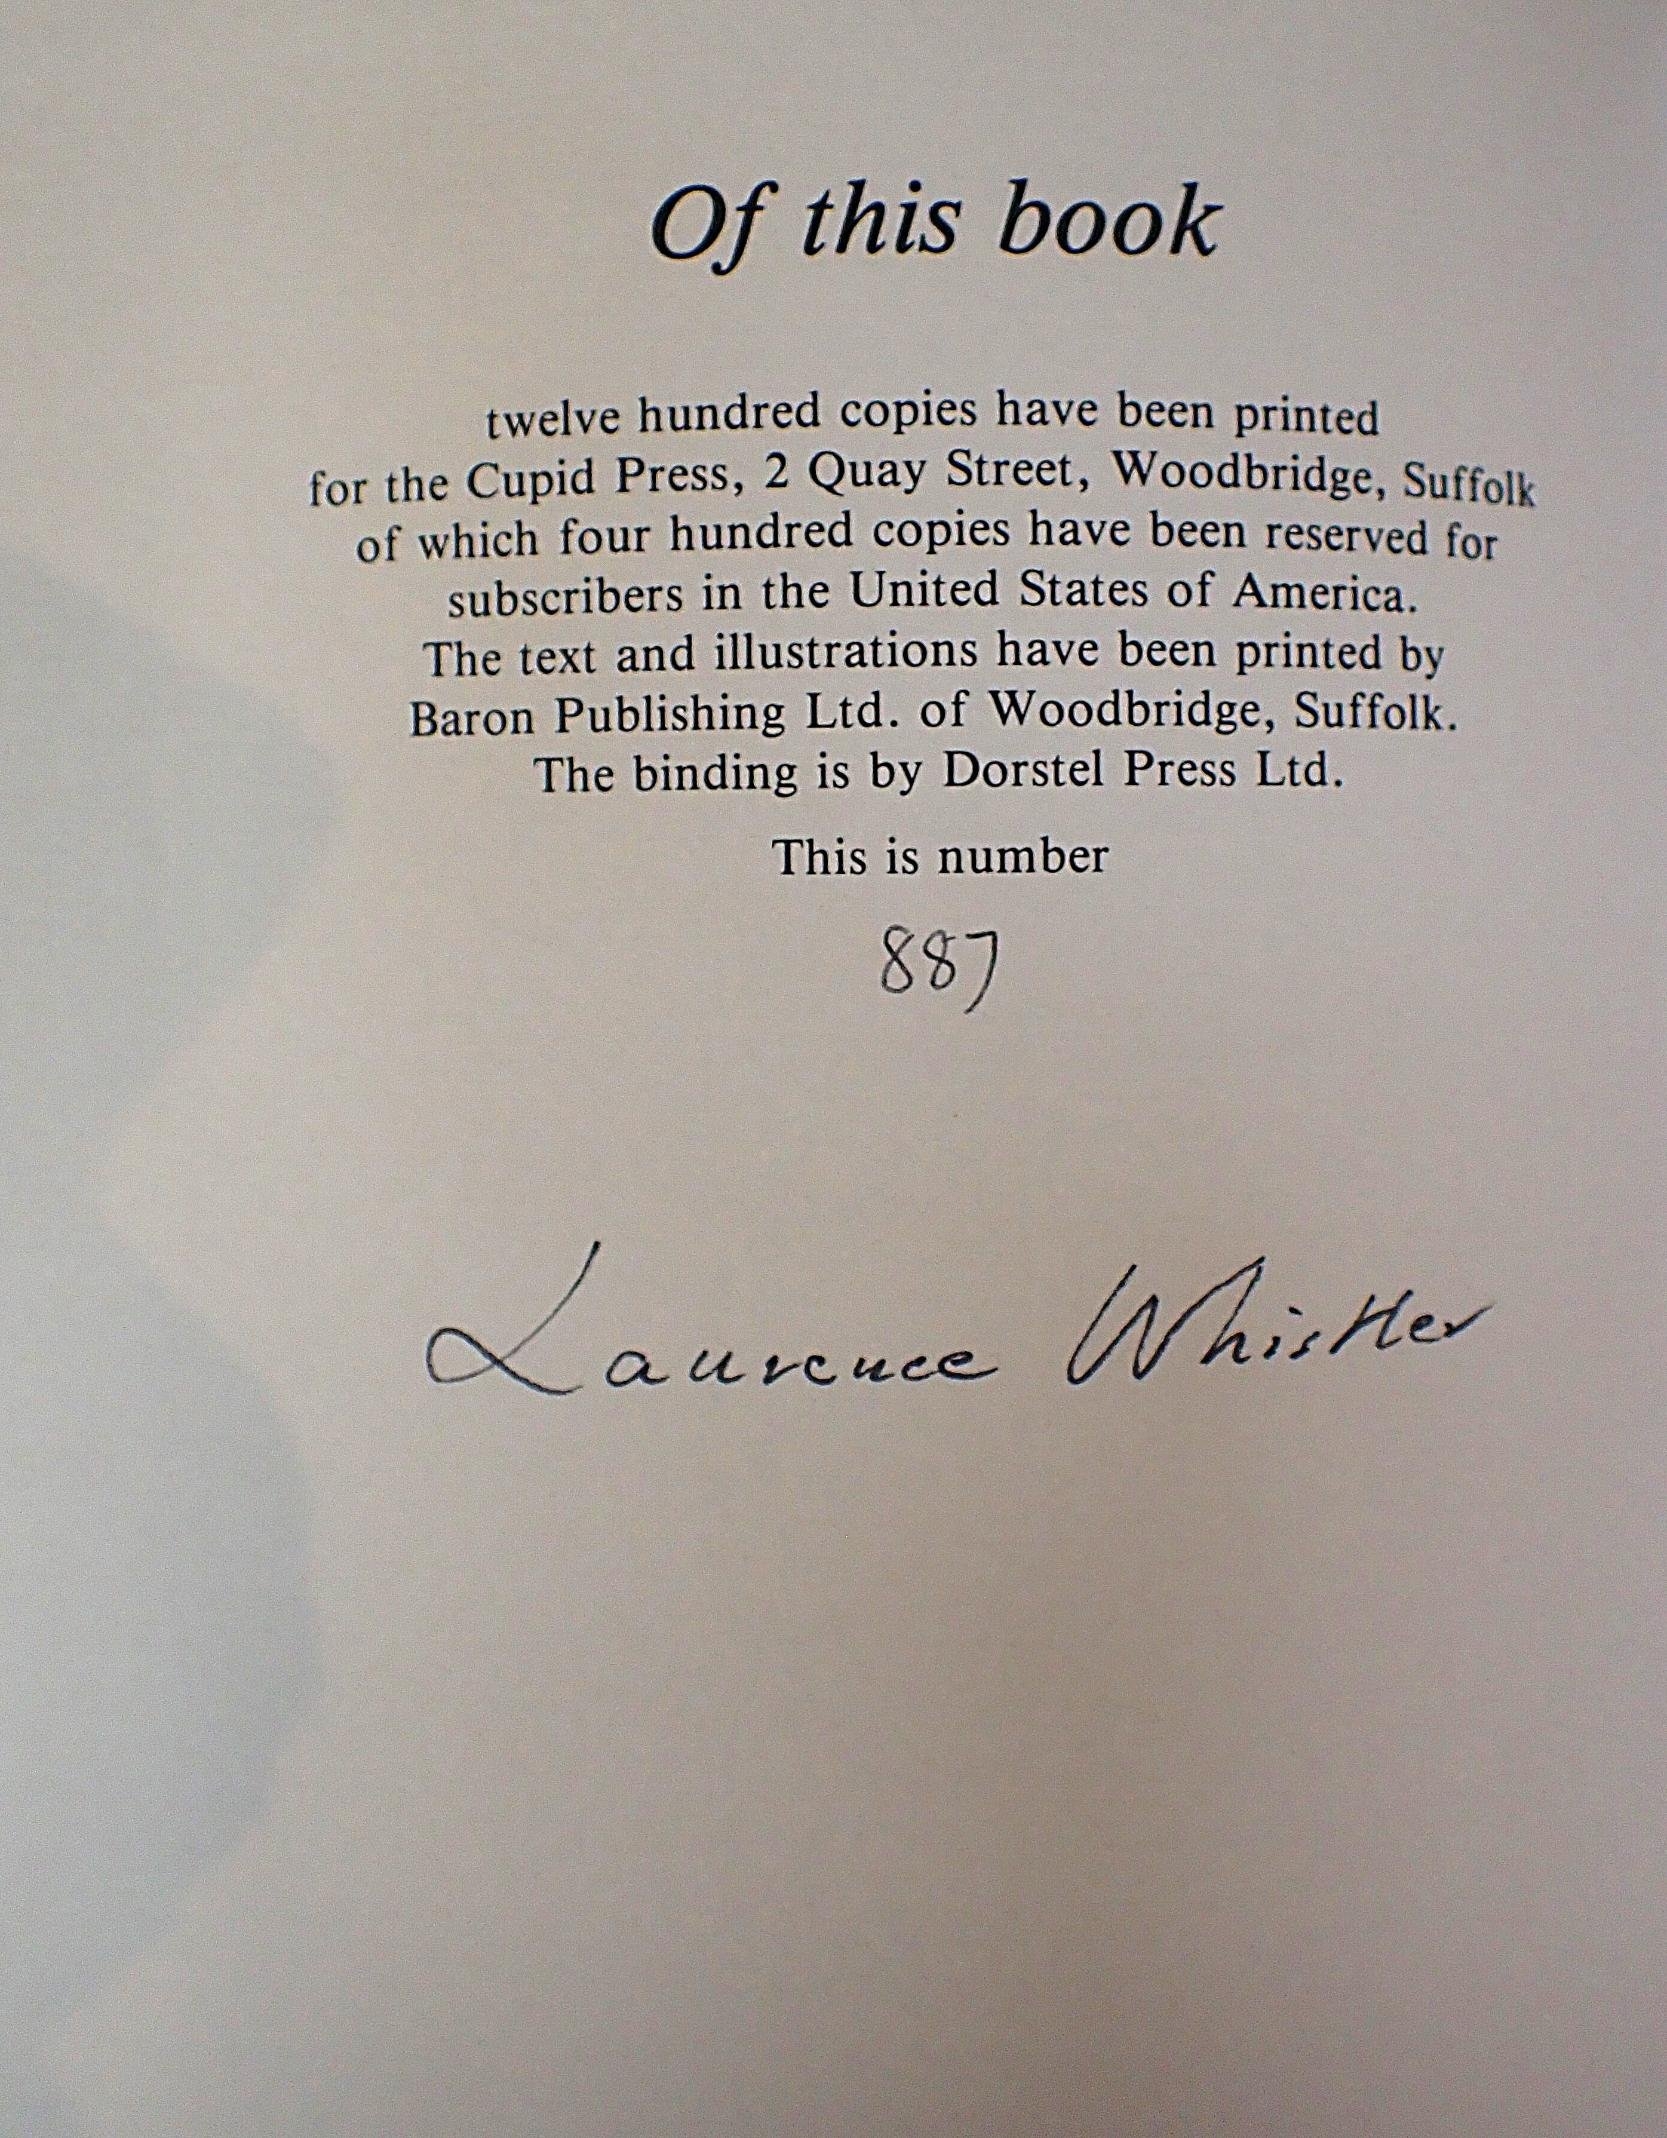 Of this book
twelve hundred copies have been printed
for the Cupid Press, 2 Quay Street, Woodbridge, Suffolk
of which four hundred copies have been reserved for
subscribers in the United States of America.
The text and illustrations have been printed by
Baron Publishing Ltd. of Woodbridge, Suffolk.
The binding is by Dorstel Press Ltd.
This is number
887
Laurence Whistler